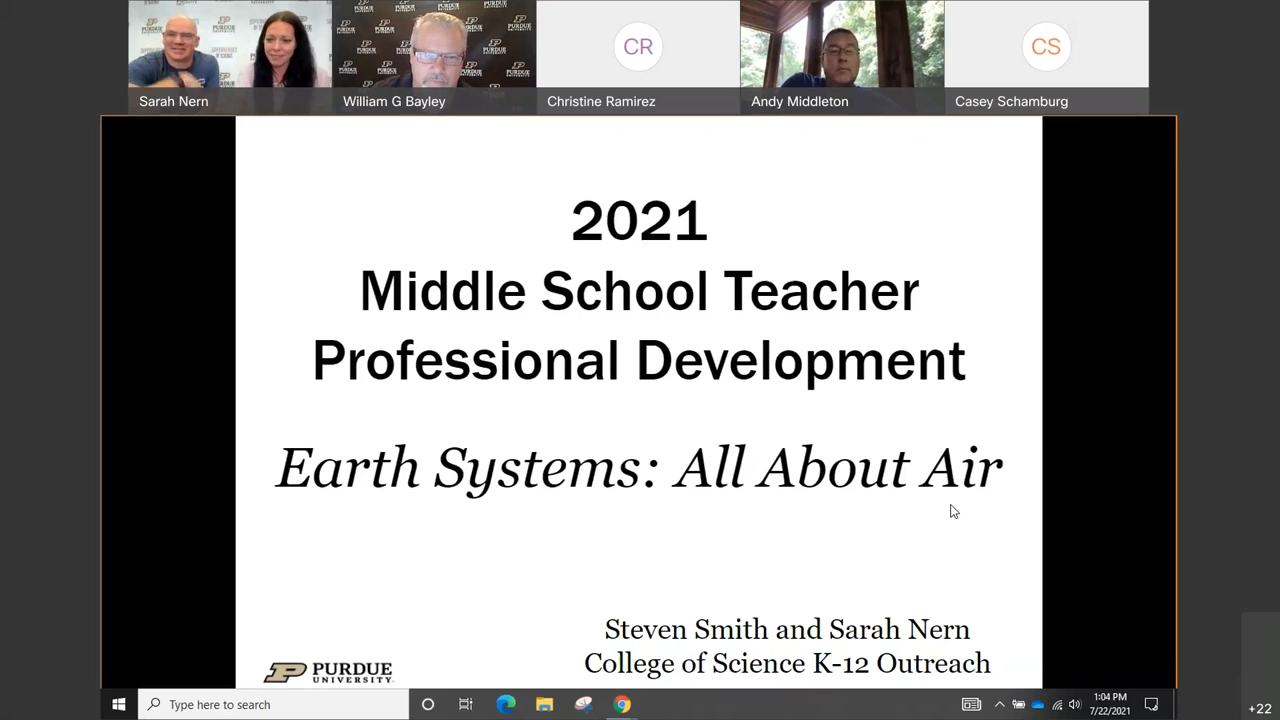 CR
CS
Sarah Nern
William G Bayley
Christine Ramirez
Andy Middleton
Casey Schamburg
PURDUE
UNIVERSITY
2021
Middle School Teacher
Professional Development
Earth Systems: All About Air
Steven Smith and Sarah Nern
College of Science K-12 Outreach
PURDUE
UNIVERSITY
Type here to search
1:04 PM
7/22/2021
+22